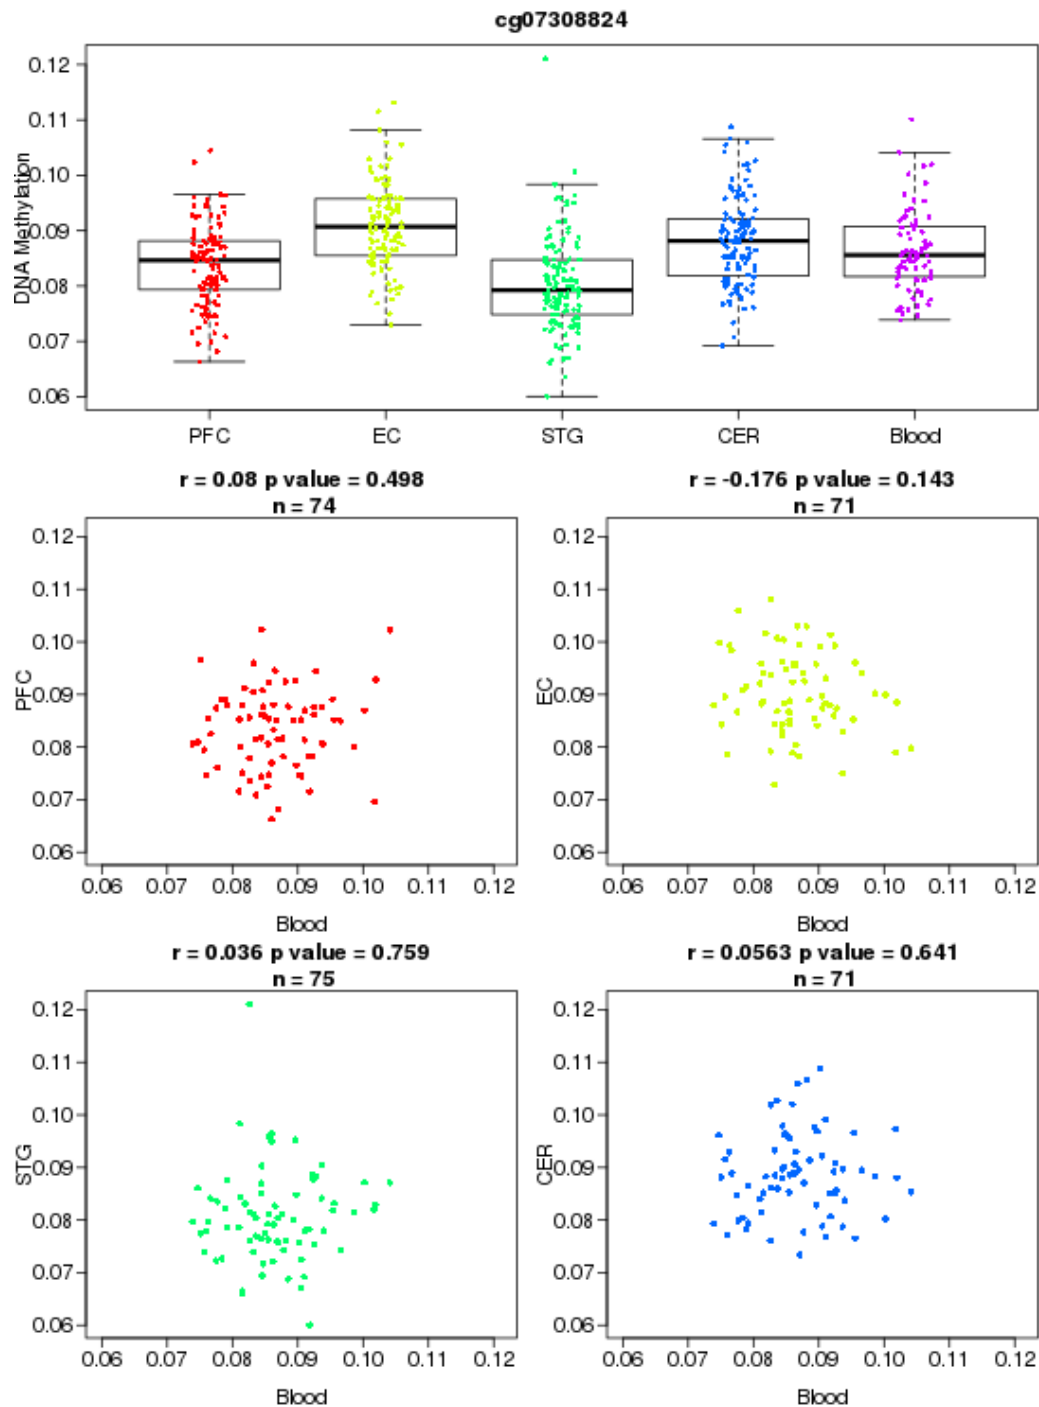 cg07308824
DNA Methylation
0.12
0.11
0.10
0.09
0.08
0.07
0.06
PFC EC STG CER Blood
r = 0.08 p value = 0.498
n = 74
PFC
0.12
0.11
0.10
0.09
0.08
0.07
0.06
0.06 0.07 0.08 0.09 0.10 0.11 0.12
Blood
r = -0.176 p value = 0.143
n = 71
EC
0.12
0.11
0.10
0.09
0.08
0.07
0.06
0.06 0.07 0.08 0.09 0.10 0.11 0.12
Blood
r = 0.036 p value = 0.759
n = 75
STG
0.12
0.11
0.10
0.09
0.08
0.07
0.06
0.06 0.07 0.08 0.09 0.10 0.11 0.12
Blood
r = 0.0563 p value = 0.641
n = 71
CER
0.12
0.11
0.10
0.09
0.08
0.07
0.06
0.06 0.07 0.08 0.09 0.10 0.11 0.12
Blood